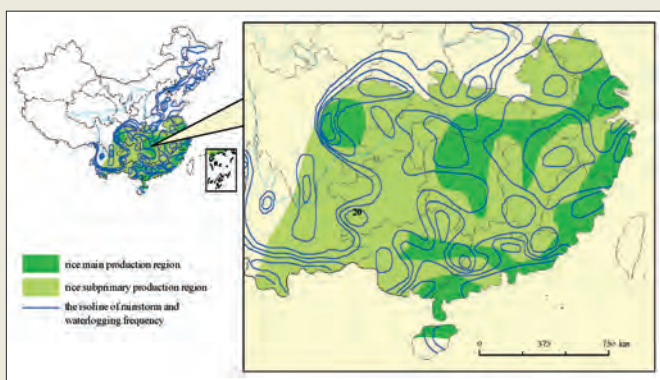 20
rice main production region
rice subprimary production region
the isoline of rainstorm and
waterlogging frequency
0 375 750 km